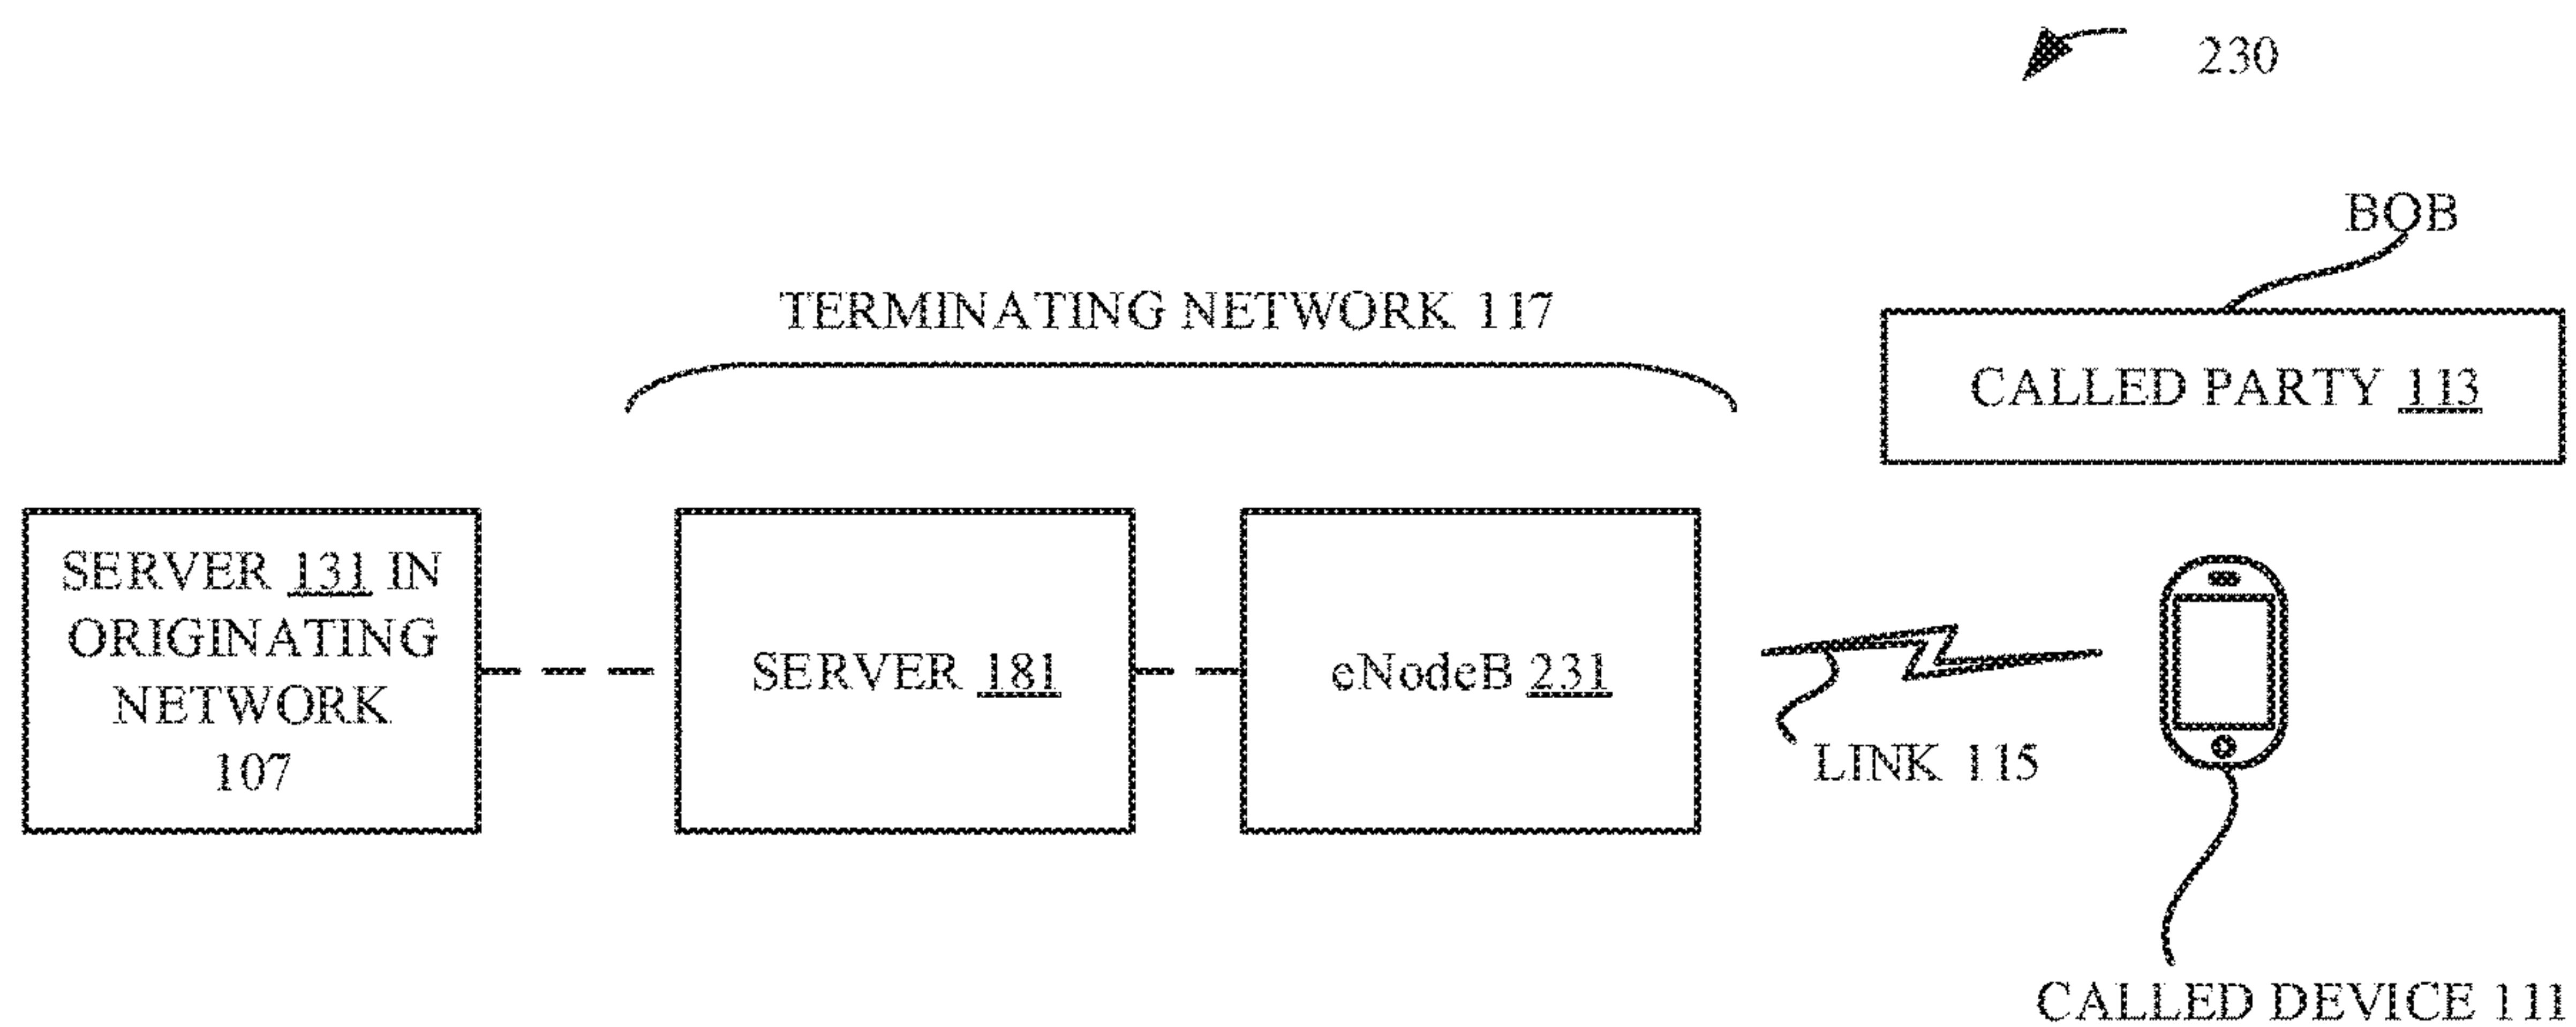 230
BOB
TERMINATING NETWORK 117
CALLED PARTY 113
SERVER 131 IN
ORIGINATING
NETWORK
107
SERVER 181
eNodeB 231
LINK 115
CALLED DEVICE 111